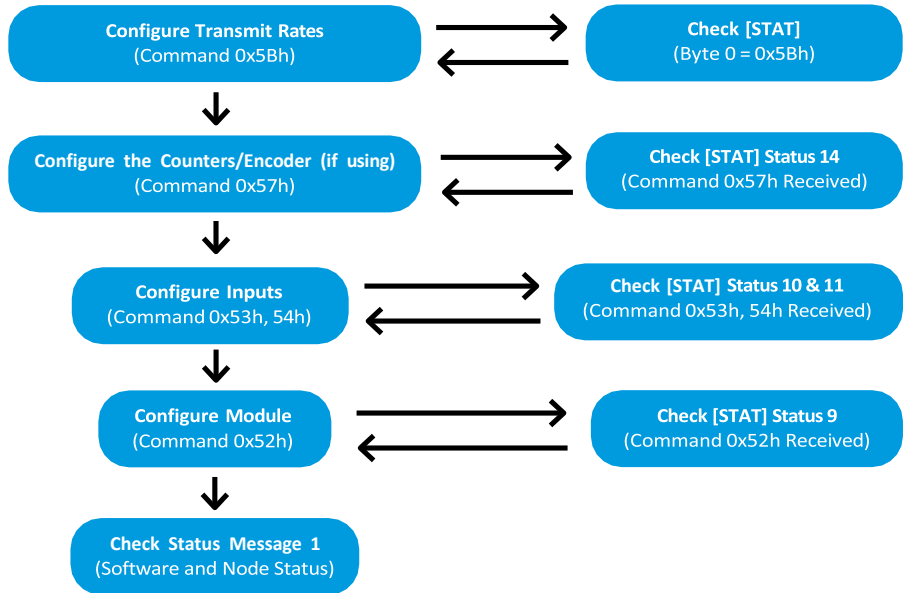 Configure Transmit Rates
(Command 0x5Bh)
Check [STAT]
(Byte 0 = 0x5Bh)
Configure the Counters/Encoder (if using)
(Command 0x57h)
Check [STAT] Status 14
(Command 0x57h Received)
Configure Inputs
(Command 0x53h, 54h)
Check [STAT] Status 10 & 11
(Command 0x53h, 54h Received)
Configure Module
(Command 0x52h)
Check [STAT] Status 9
(Command 0x52h Received)
Check Status Message 1
(Software and Node Status)